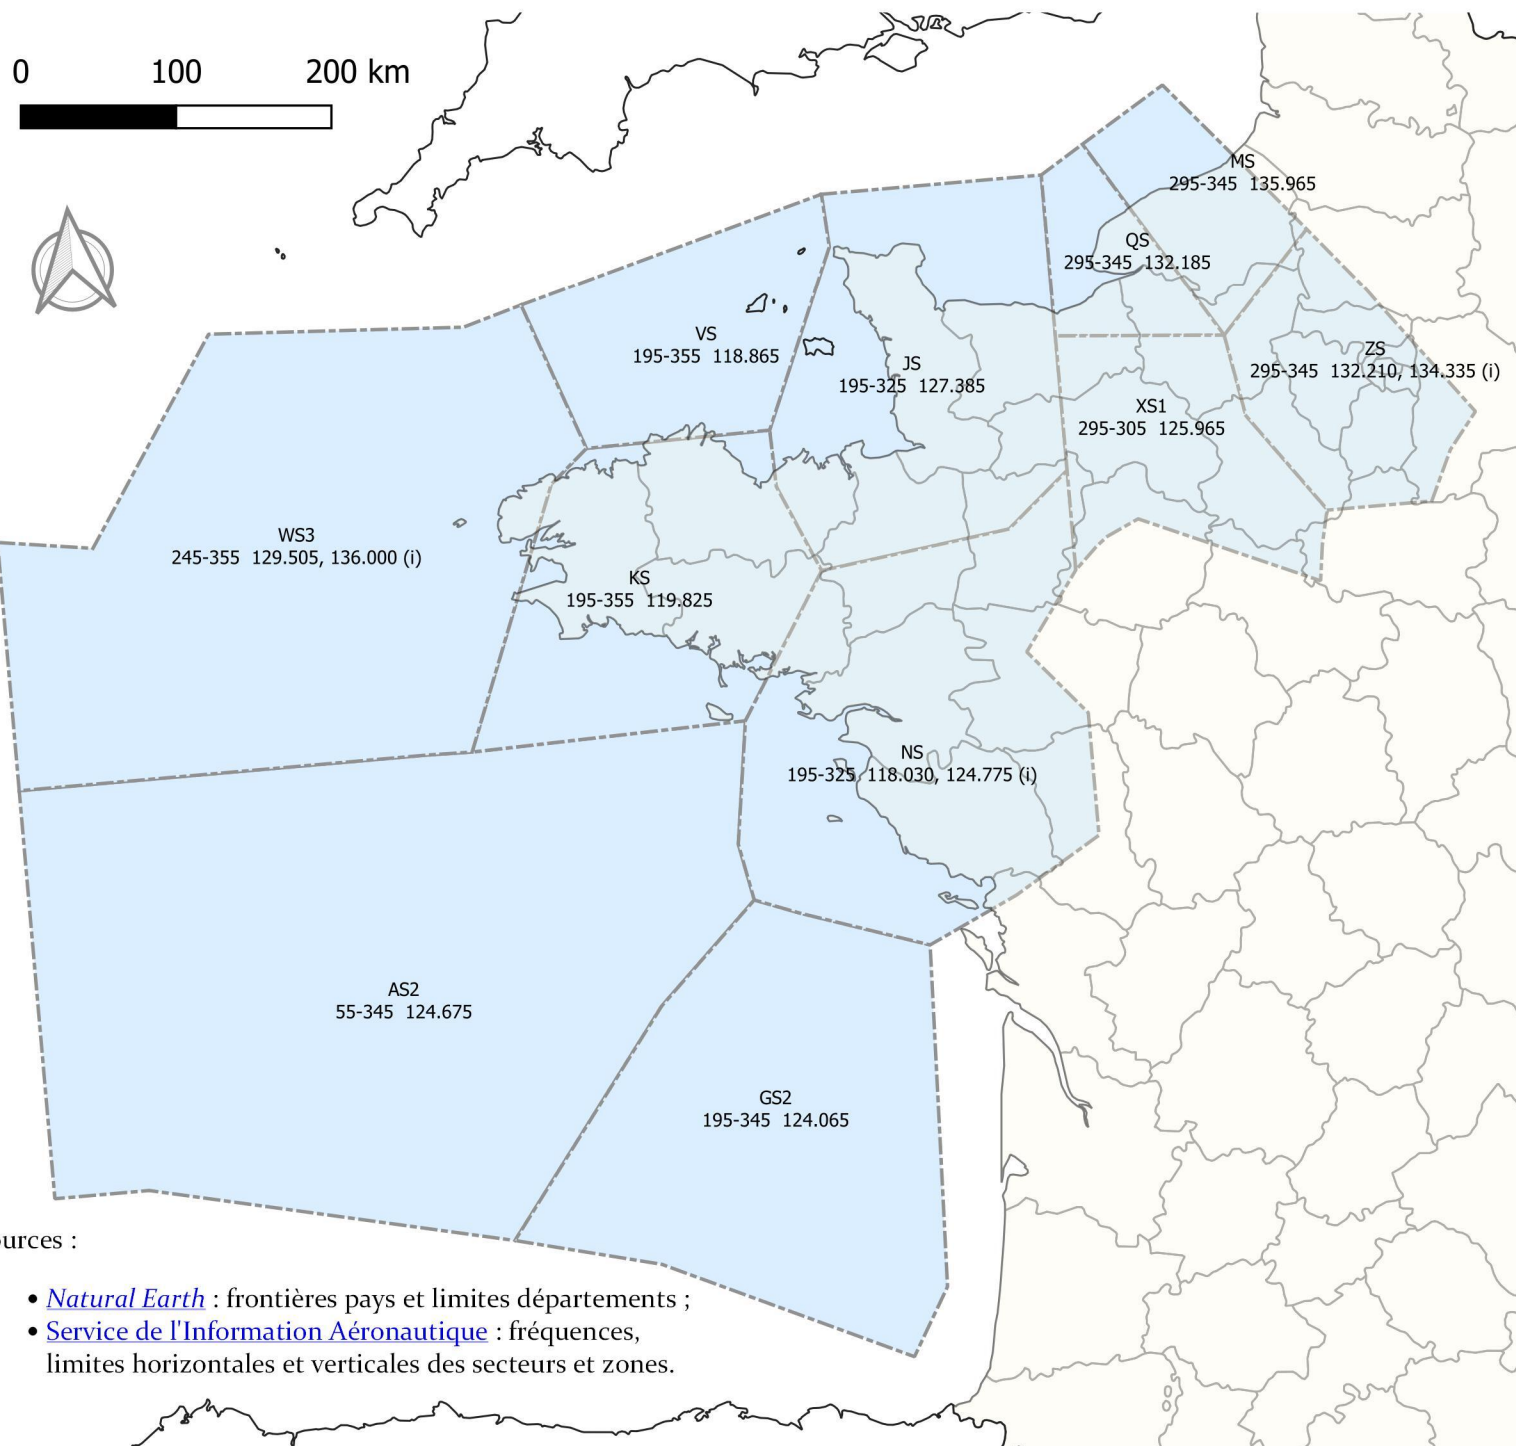 0 100 200 km
MS
295-345 135.965
QS
295-345 132.185
VS
195-355 118.865
JS
195-325 127.385
ZS
295-345 132.210, 134.335 (i)
XS1
295-305 125.965
WS3
245-355 129.505, 136.000 (i)
KS
195-355 119.825
NS
195-325 118.030, 124.775 (i)
AS2
55-345 124.675
GS2
195-345 124.065
urces :
• Natural Earth : frontières pays et limites départements ;
• Service de l'Information Aéronautique : fréquences,
limites horizontales et verticales des secteurs et zones.